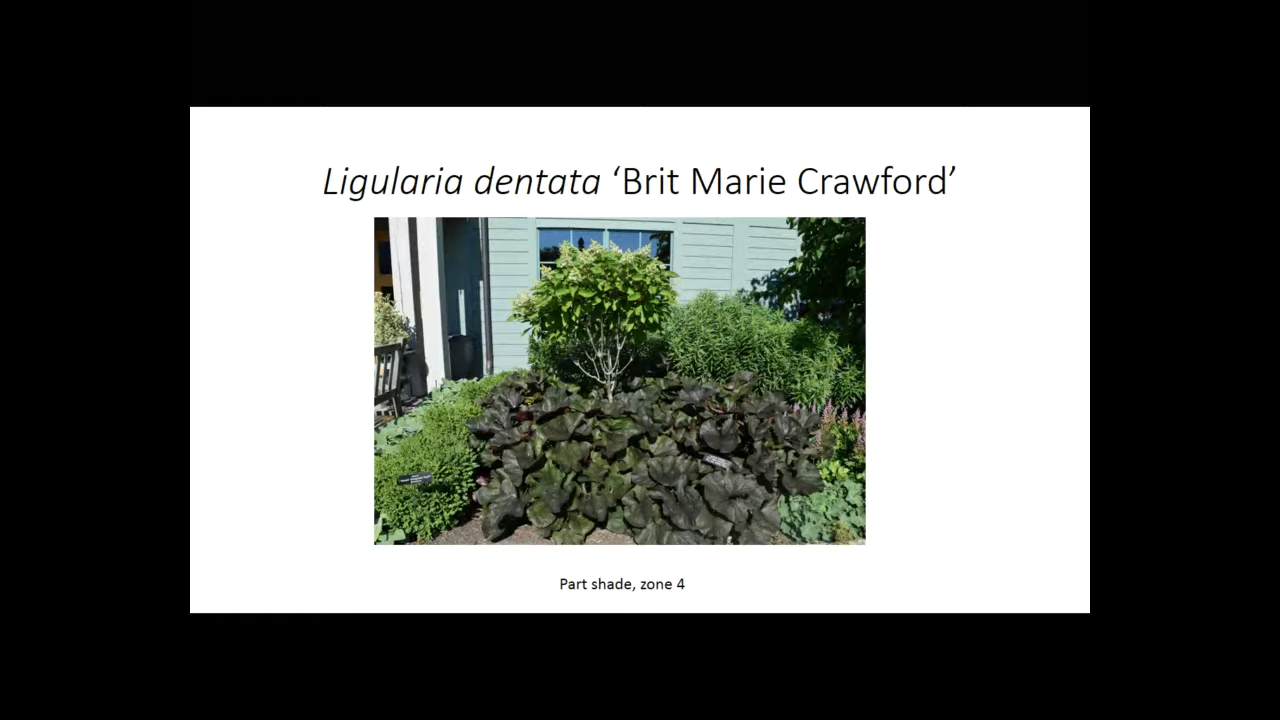 Ligularia dentata ‘Brit Marie Crawford’
Part shade, zone 4